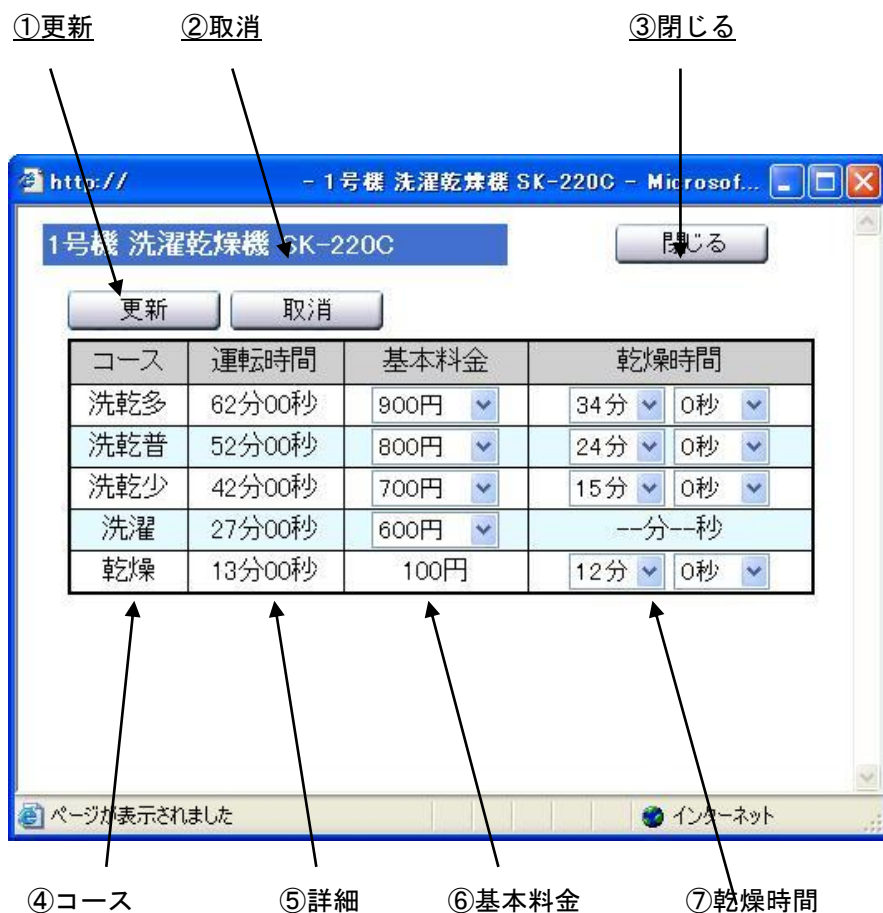 ①更新 ②取消 ③閉じる
http:// - 1号機 洗濯乾燥機 SK-220C - Microsof...
1号機 洗濯乾燥機 SK-220C 閉じる
更新 取消
コース 運転時間 基本料金 乾燥時間
洗乾多 62分00秒 900円 34分 0秒
洗乾普 52分00秒 800円 24分 0秒
洗乾少 42分00秒 700円 15分 0秒
洗濯 27分00秒 600円 --分--秒
乾燥 13分00秒 100円 12分 0秒
ページが表示されました インターネット
④コース ⑤詳細 ⑥基本料金 ⑦乾燥時間